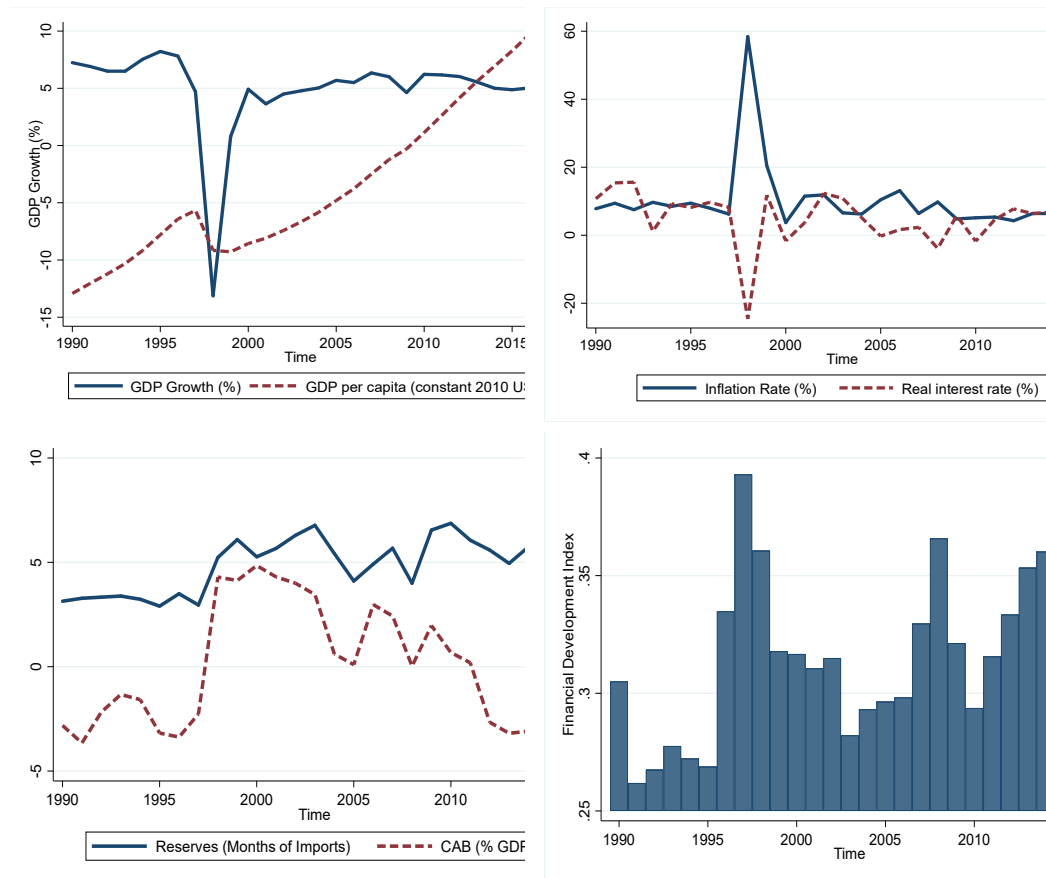 10
5
0
-5
-10
-15
GDP Growth (%)
1990 1995 2000 2005 2010 2015
Time
GDP Growth (%) GDP per capita (constant 2010 US
60
40
20
0
-20
1990 1995 2000 2005 2010
Time
Inflation Rate (%) Real interest rate (%)
10
5
0
-5
1990 1995 2000 2005 2010
Time
Reserves (Months of Imports) CAB (% GDP
.4
.35
.3
.25
Financial Development Index
1990 1995 2000 2005 2010
Time